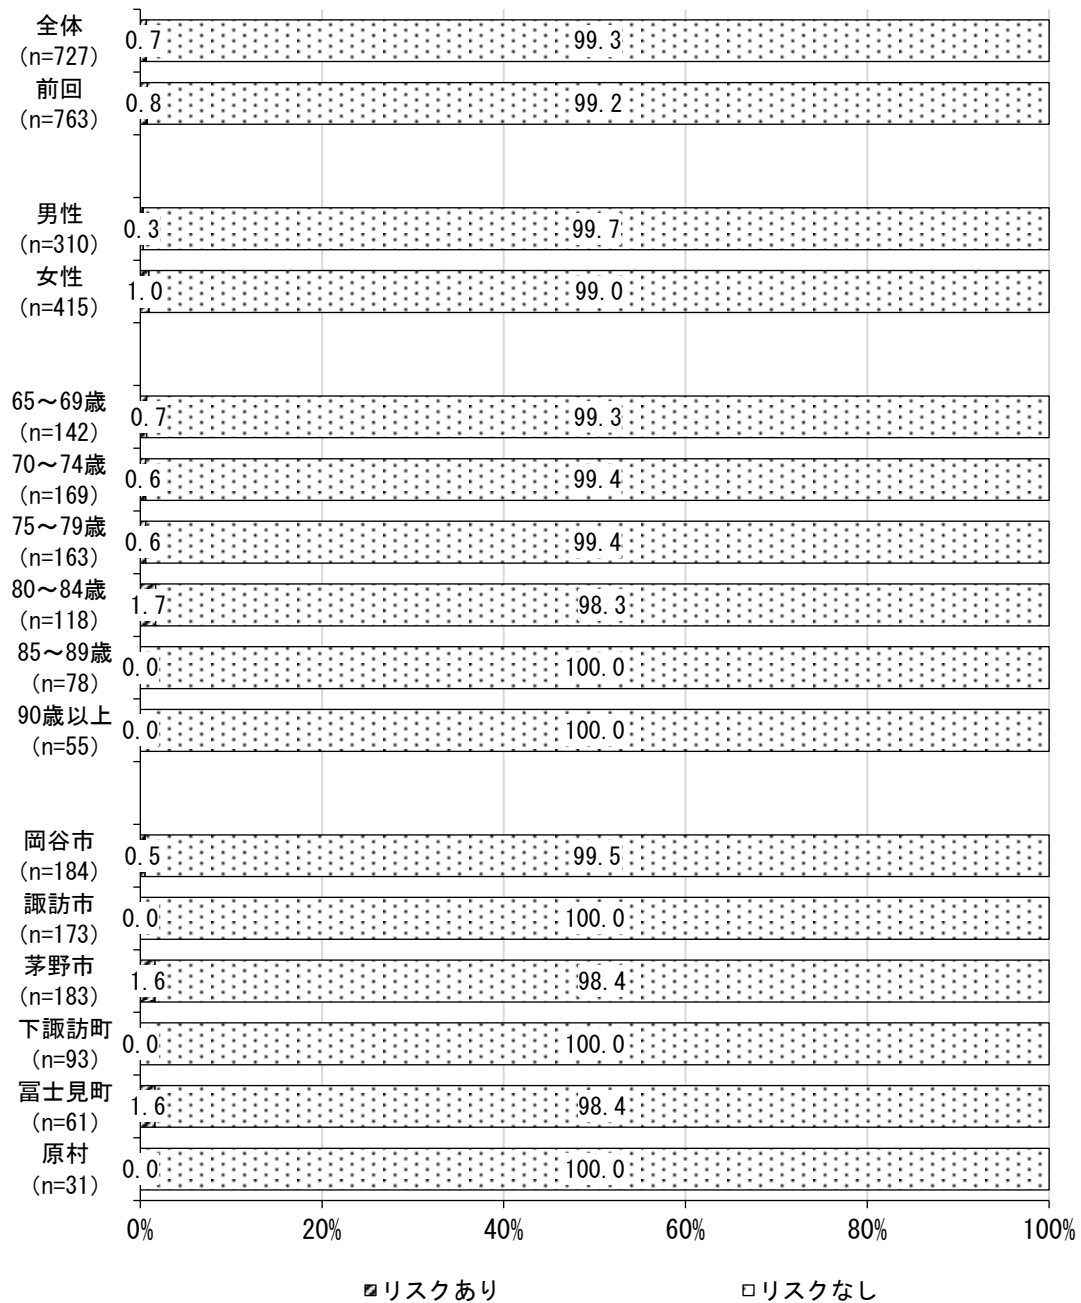 全体
(n=727)
0.7
99.3
前回
(n=763)
0.8
99.2
男性
(n=310)
0.3
99.7
女性
(n=415)
1.0
99.0
65～69歳
(n=142)
0.7
99.3
70～74歳
(n=169)
0.6
99.4
75～79歳
(n=163)
0.6
99.4
80～84歳
(n=118)
1.7
98.3
85～89歳
(n=78)
0.0
100.0
90歳以上
(n=55)
0.0
100.0
岡谷市
(n=184)
0.5
99.5
諏訪市
(n=173)
0.0
100.0
茅野市
(n=183)
1.6
98.4
下諏訪町
(n=93)
0.0
100.0
冨士見町
(n=61)
1.6
98.4
原村
(n=31)
0.0
100.0
0% 20% 40% 60% 80% 100%
リスクあり リスクなし